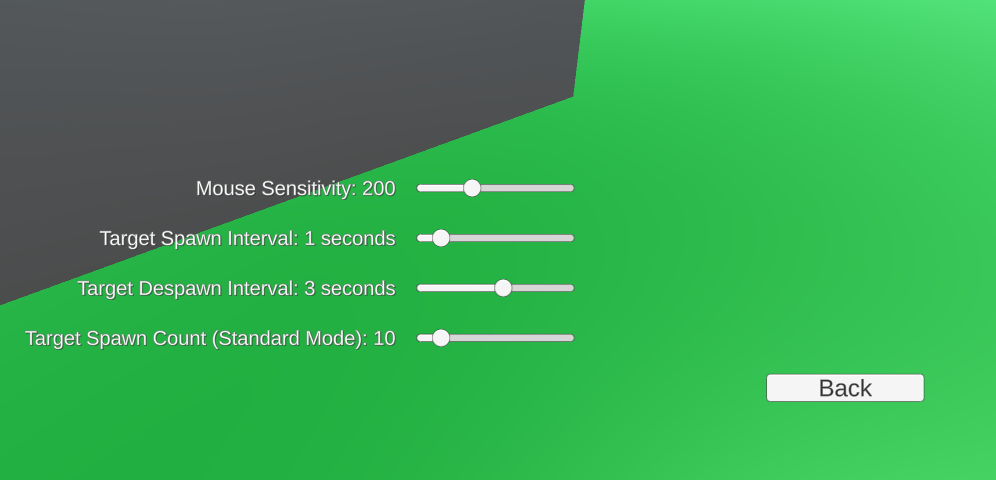 Mouse Sensitivity: 200
Target Spawn Interval: 1 seconds
Target Despawn Interval: 3 seconds
Target Spawn Count (Standard Mode): 10
Back